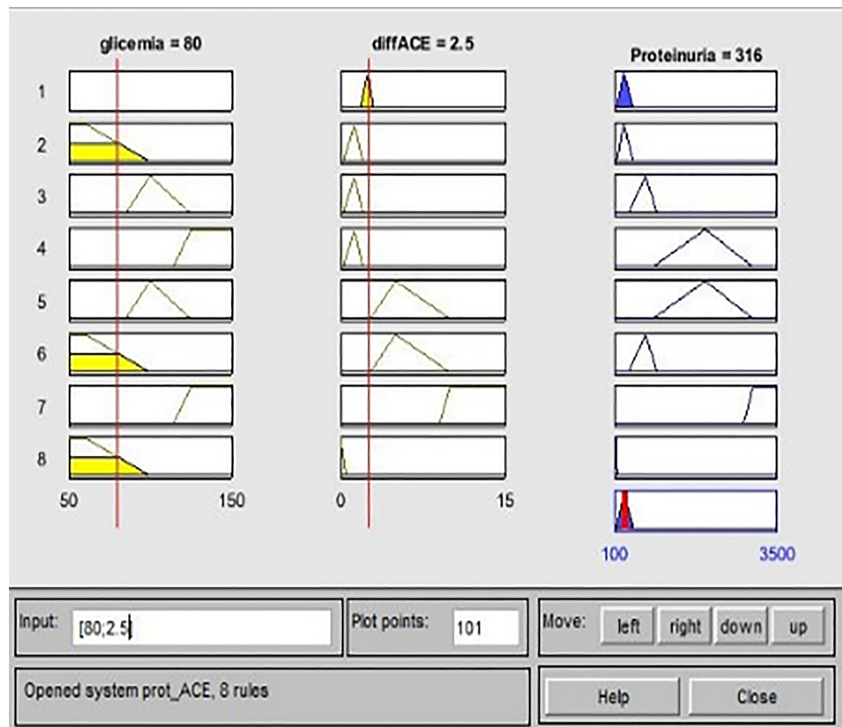 glicemia = 80
diffACE = 2.5
Proteinuria = 316
1
2
3
4
5
6
7
8
50
150
0
15
100
3500
Input:
[80;2.5]
Plot points:
101
Move:
left
right
down
up
Opened system prot_ACE, 8 rules
Help
Close